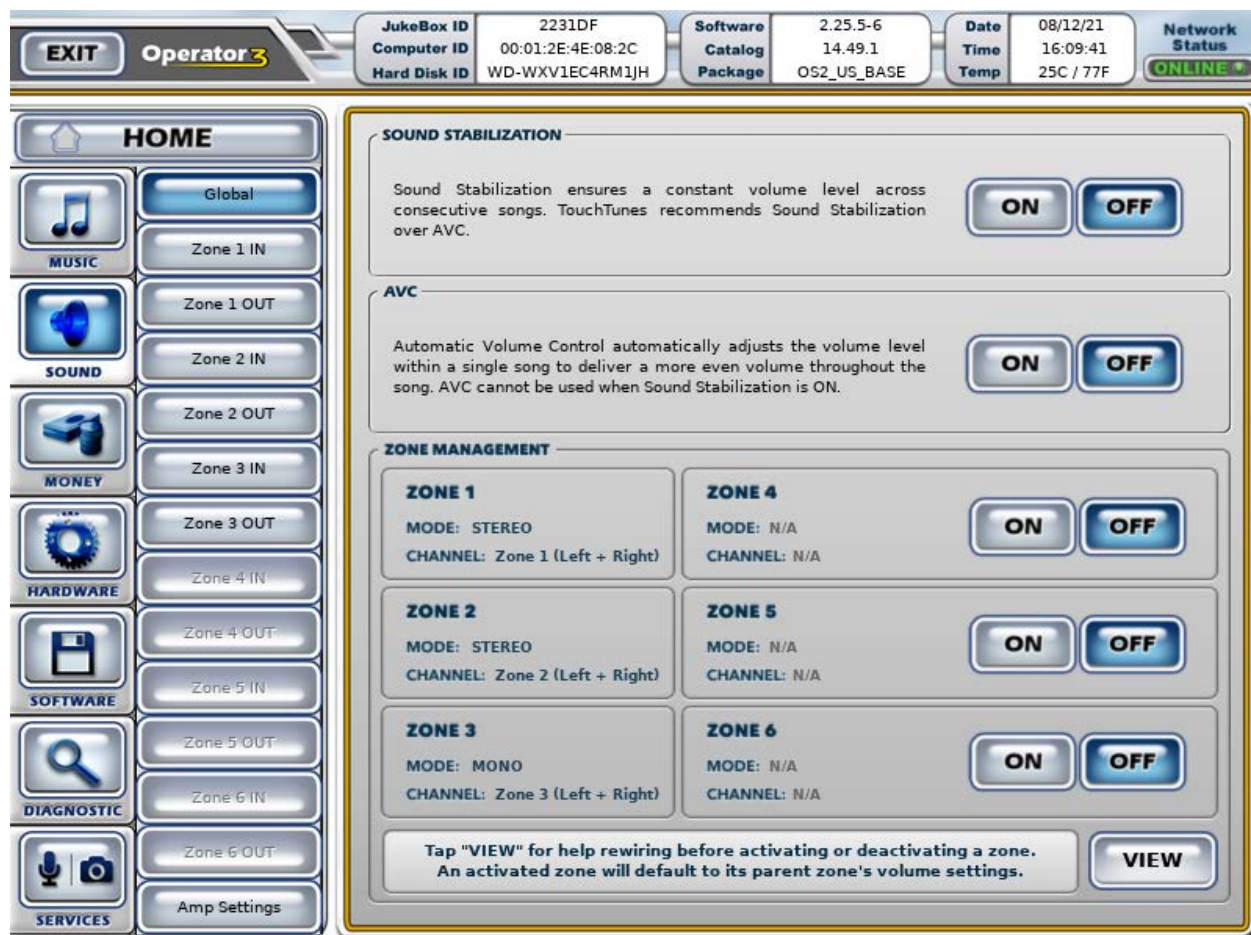 EXIT
Operator 3
JukeBox ID 2231DF
Computer ID 00:01:2E:4E:08:2C
Hard Disk ID WD-WXV1EC4RM1JH
Software 2.25.5-6
Catalog 14.49.1
Package OS2_US_BASE
Date 08/12/21
Time 16:09:41
Temp 25C / 77F
Network
Status
ONLINE
HOME
MUSIC
SOUND
MONEY
HARDWARE
SOFTWARE
DIAGNOSTIC
SERVICES
Global
Zone 1 IN
Zone 1 OUT
Zone 2 IN
Zone 2 OUT
Zone 3 IN
Zone 3 OUT
Zone 4 IN
Zone 4 OUT
Zone 5 IN
Zone 5 OUT
Zone 6 IN
Zone 6 OUT
Amp Settings
SOUND STABILIZATION
Sound Stabilization ensures a constant volume level across
consecutive songs. TouchTunes recommends Sound Stabilization
over AVC.
ON OFF
AVC
Automatic Volume Control automatically adjusts the volume level
within a single song to deliver a more even volume throughout the
song. AVC cannot be used when Sound Stabilization is ON.
ON OFF
ZONE MANAGEMENT
ZONE 1
MODE: STEREO
CHANNEL: Zone 1 (Left + Right)
ZONE 4
MODE: N/A
CHANNEL: N/A
ON OFF
ZONE 2
MODE: STEREO
CHANNEL: Zone 2 (Left + Right)
ZONE 5
MODE: N/A
CHANNEL: N/A
ON OFF
ZONE 3
MODE: MONO
CHANNEL: Zone 3 (Left + Right)
ZONE 6
MODE: N/A
CHANNEL: N/A
ON OFF
Tap "VIEW" for help rewiring before activating or deactivating a zone.
An activated zone will default to its parent zone's volume settings.
VIEW